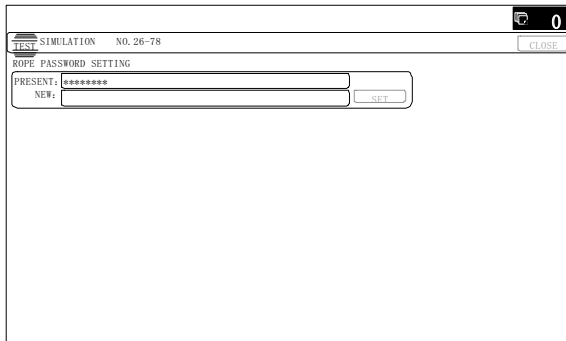 0
TEST SIMULATION NO. 26-78
CLOSE
ROPE PASSWORD SETTING
PRESENT: ********
NEW:
SET